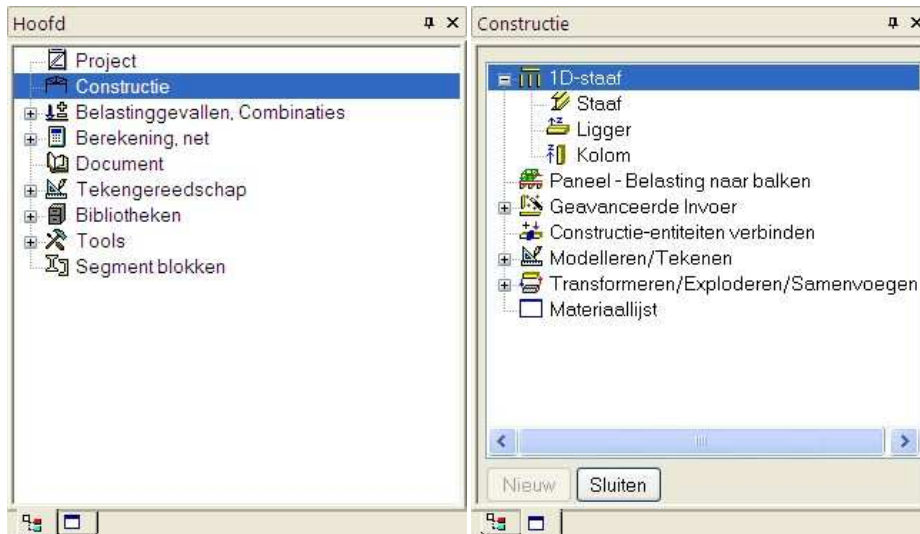 Hoofd
Project
Constructie
Belastinggevallen, Combinaties
Berekening, net
Document
Tekengereedschap
Bibliotheken
Tools
Segment blokken
Constructie
1D-staaf
Staaf
Ligger
Kolom
Paneel - Belasting naar balken
Geavanceerde Invoer
Constructie-entiteiten verbinden
Modelleren/Tekenen
Transformeren/Exploderen/Samenvoegen
Materiaallijst
Nieuw
Sluiten